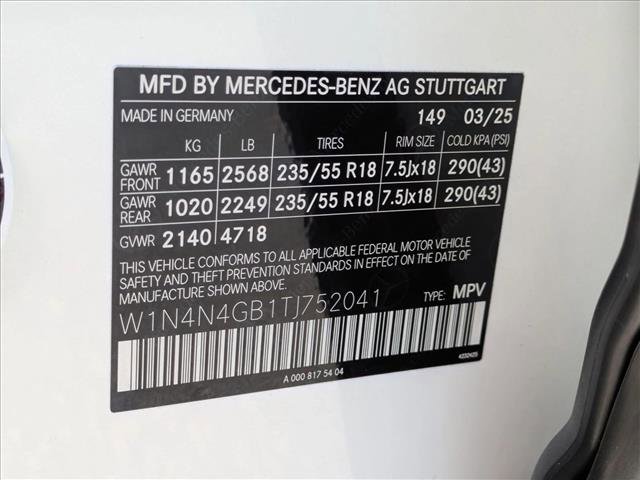 MFD BY MERCEDES-BENZ AG STUTTGART
MADE IN GERMANY 149 03/25
KG LB TIRES RIM SIZE COLD KPA(PSI)
GAWR FRONT 1165 2568 235/55 R18 7.5Jx18 290(43)
GAWR REAR 1020 2249 235/55 R18 7.5Jx18 290(43)
GVWR 2140 4718
THIS VEHICLE CONFORMS TO ALL APPLICABLE FEDERAL MOTOR VEHICLE
SAFETY AND THEFT PREVENTION STANDARDS IN EFFECT ON THE
DATE OF MANUFACTURE SHOWN ABOVE.
W1N4N4GB1TJ752041 TYPE: MPV
A 000 817 54 04